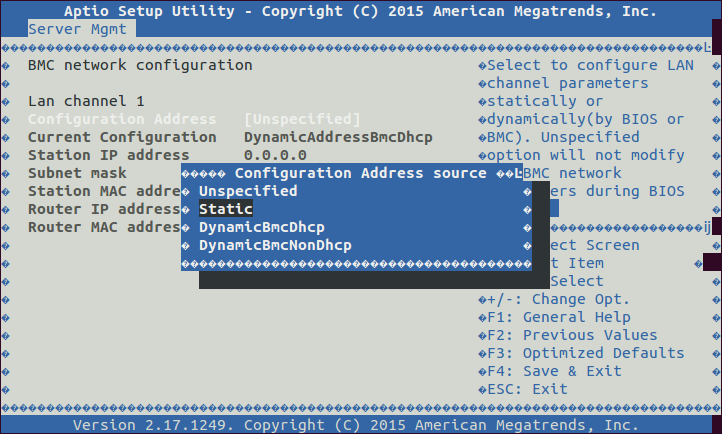 Aptio Setup Utility - Copyright (C) 2015 American Megatrends, Inc.
Server Mgmt
BMC network configuration
Lan channel 1
Configuration Address [Unspecified]
Current Configuration DynamicAddressBmcDhcp
Station IP address 0.0.0.0
Subnet mask
Station MAC addre
Router IP address
Router MAC addres
Configuration Address source
Unspecified
Static
DynamicBmcDhcp
DynamicBmcNonDhcp
Select to configure LAN
channel parameters
statically or
dynamically(by BIOS or
BMC). Unspecified
option will not modify
BMC network
ers during BIOS
ect Screen
t Item
Select
+/-: Change Opt.
F1: General Help
F2: Previous Values
F3: Optimized Defaults
F4: Save & Exit
ESC: Exit
Version 2.17.1249. Copyright (C) 2015 American Megatrends, Inc.